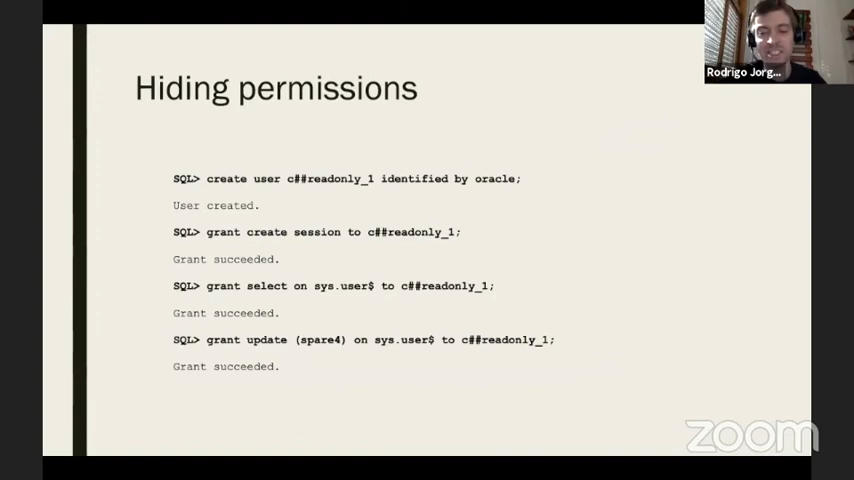 Rodrigo Jorg...
Hiding permissions
SQL> create user c##readonly_1 identified by oracle;
User created.
SQL> grant create session to c##readonly_1;
Grant succeeded.
SQL> grant select on sys.user$ to c##readonly_1;
Grant succeeded.
SQL> grant update (spare4) on sys.user$ to c##readonly_1;
Grant succeeded.
zoom